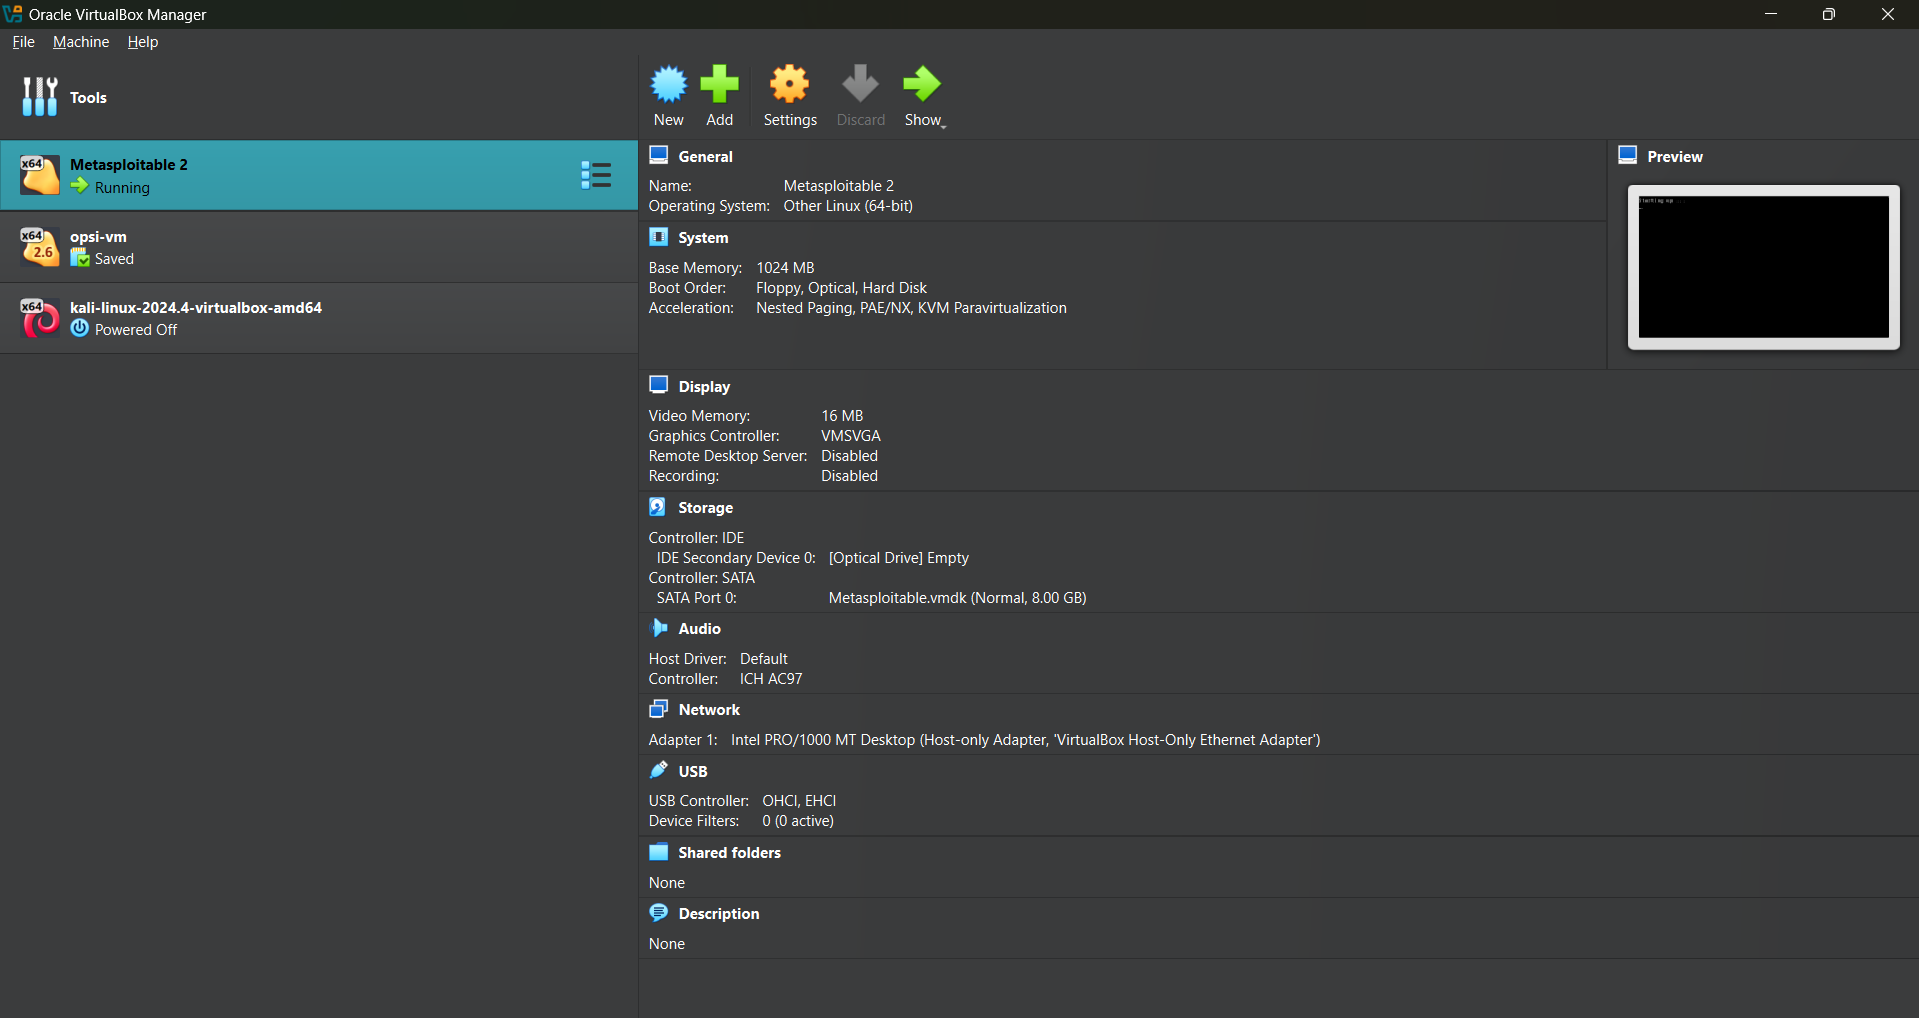 Oracle VirtualBox Manager
File Machine Help
Tools
New Add Settings Discard Show
x64 Metasploitable 2
Running
x64 2.6 opsi-vm
Saved
x64 kali-linux-2024.4-virtualbox-amd64
Powered Off
General
Name: Metasploitable 2
Operating System: Other Linux (64-bit)
System
Base Memory: 1024 MB
Boot Order: Floppy, Optical, Hard Disk
Acceleration: Nested Paging, PAE/NX, KVM Paravirtualization
Preview
Display
Video Memory: 16 MB
Graphics Controller: VMSVGA
Remote Desktop Server: Disabled
Recording: Disabled
Storage
Controller: IDE
IDE Secondary Device 0: [Optical Drive] Empty
Controller: SATA
SATA Port 0: Metasploitable.vmdk (Normal, 8.00 GB)
Audio
Host Driver: Default
Controller: ICH AC97
Network
Adapter 1: Intel PRO/1000 MT Desktop (Host-only Adapter, 'VirtualBox Host-Only Ethernet Adapter')
USB
USB Controller: OHCI, EHCI
Device Filters: 0 (0 active)
Shared folders
None
Description
None